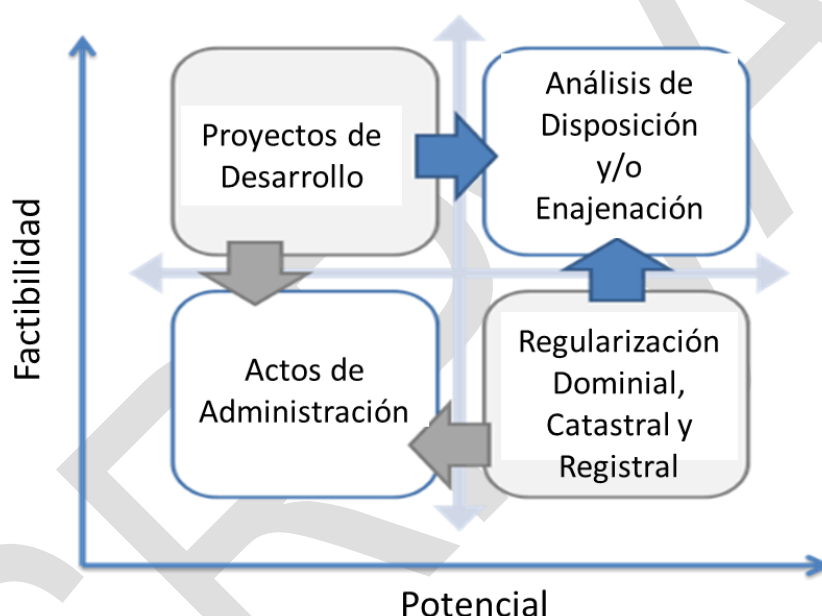 Factibilidad
Proyectos de
Desarrollo
Análisis de
Disposición
y/o
Enajenación
Actos de
Administración
Regularización
Dominial,
Catastral y
Registral
Potencial